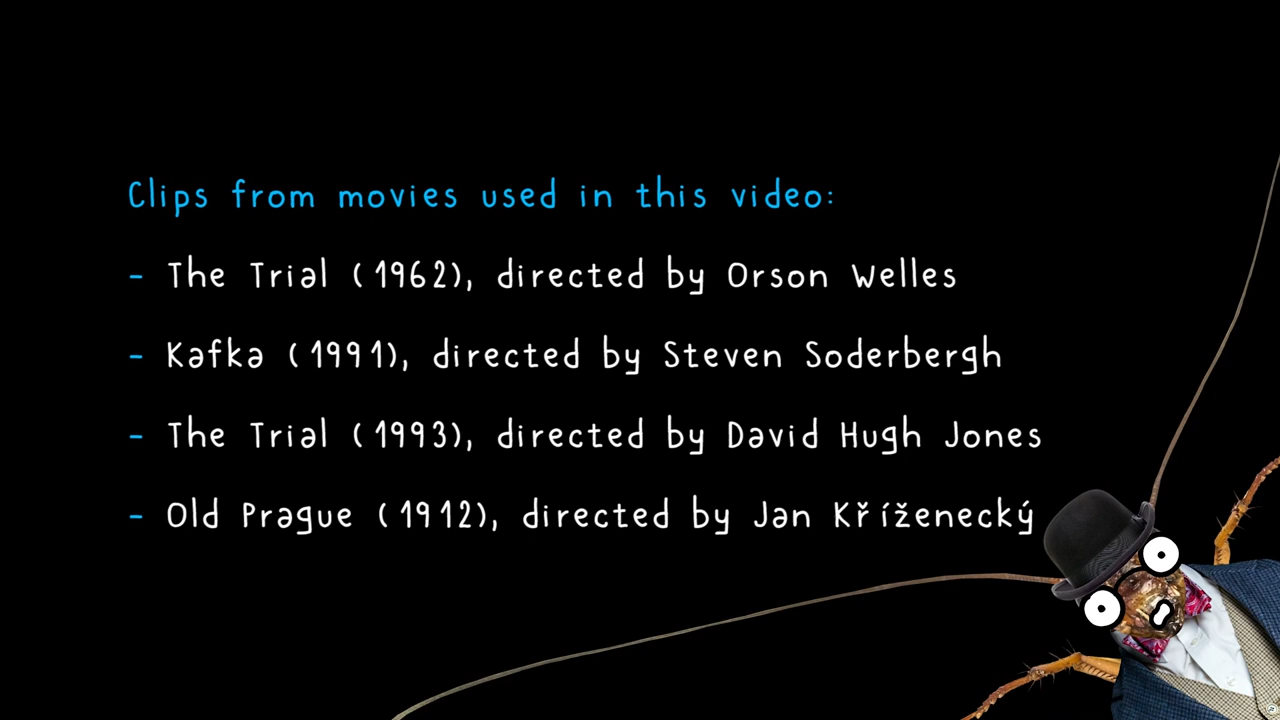 Clips from movies used in this video:
- The Trial (1962), directed by Orson Welles
- Kafka (1991), directed by Steven Soderbergh
- The Trial (1993), directed by David Hugh Jones
- Old Prague (1912), directed by Jan Kříženecký